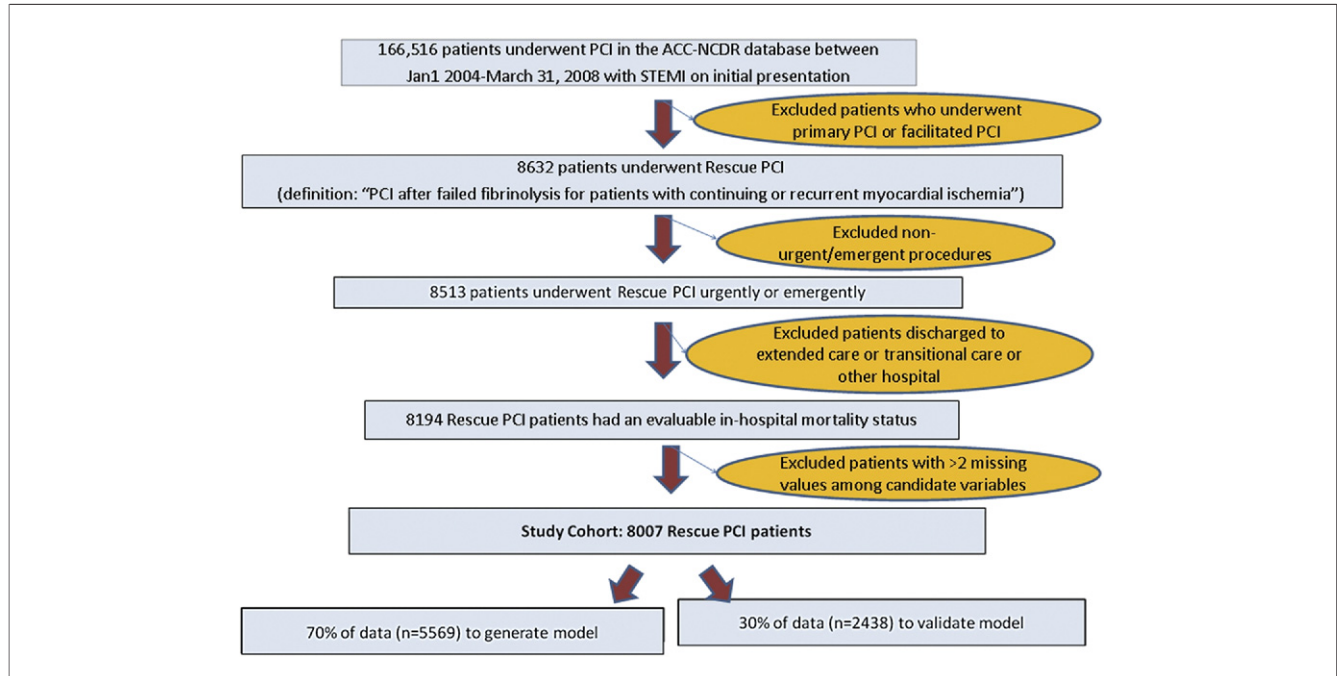 166,516 patients underwent PCI in the ACC-NCDR database between
Jan1 2004-March 31, 2008 with STEMI on initial presentation
Excluded patients who underwent
primary PCI or facilitated PCI
8632 patients underwent Rescue PCI
(definition: “PCI after failed fibrinolysis for patients with continuing or recurrent myocardial ischemia”)
Excluded non-
urgent/emergent procedures
8513 patients underwent Rescue PCI urgently or emergently
Excluded patients discharged to
extended care or transitional care or
other hospital
8194 Rescue PCI patients had an evaluable in-hospital mortality status
Excluded patients with >2 missing
values among candidate variables
Study Cohort: 8007 Rescue PCI patients
70% of data (n=5569) to generate model
30% of data (n=2438) to validate model